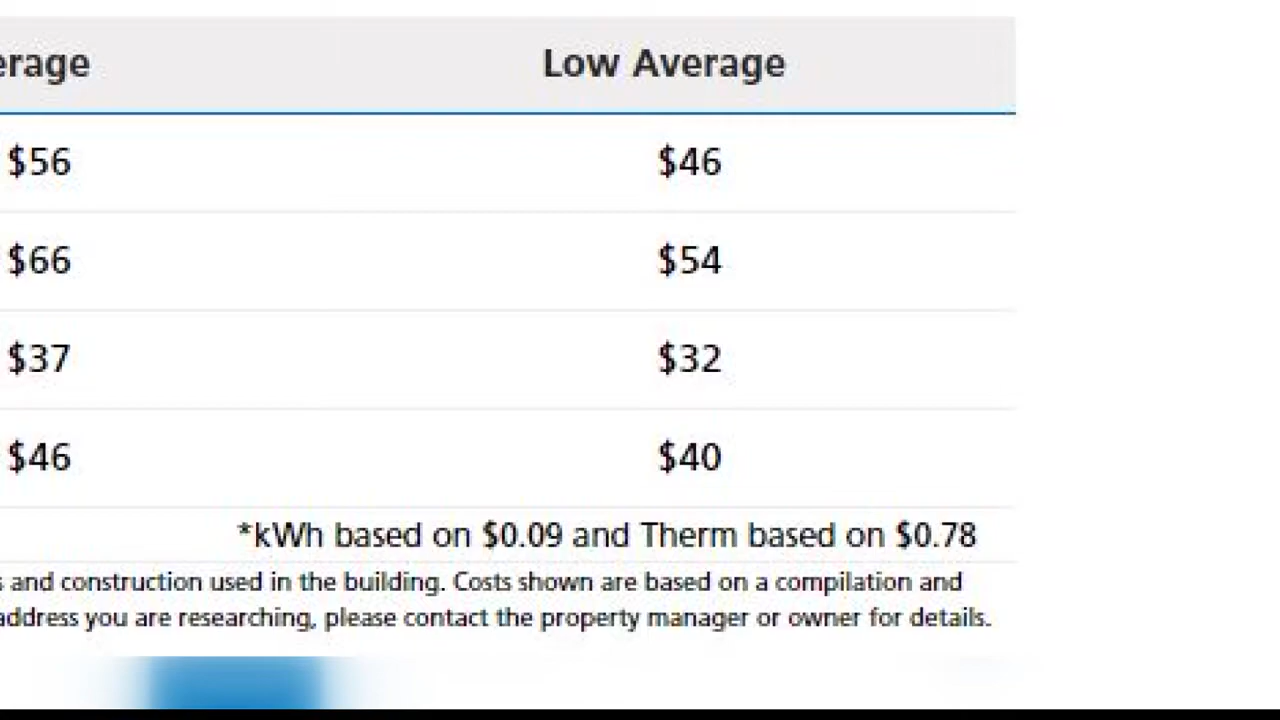 erage Low Average
$56 $46
$66 $54
$37 $32
$46 $40
*kWh based on $0.09 and Therm based on $0.78
s and construction used in the building. Costs shown are based on a compilation and
address you are researching, please contact the property manager or owner for details.